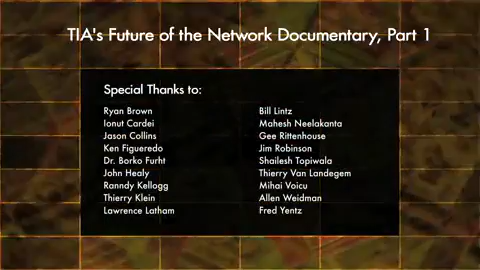 TIA's Future of the Network Documentary, Part 1
Special Thanks to:
Ryan Brown
Ionut Cardei
Jason Collins
Ken Figueredo
Dr. Borko Furht
John Healy
Ranndy Kellogg
Thierry Klein
Lawrence Latham
Bill Lintz
Mahesh Neelakanta
Gee Rittenhouse
Jim Robinson
Shailesh Topiwala
Thierry Van Landegem
Mihai Voicu
Allen Weidman
Fred Yentz